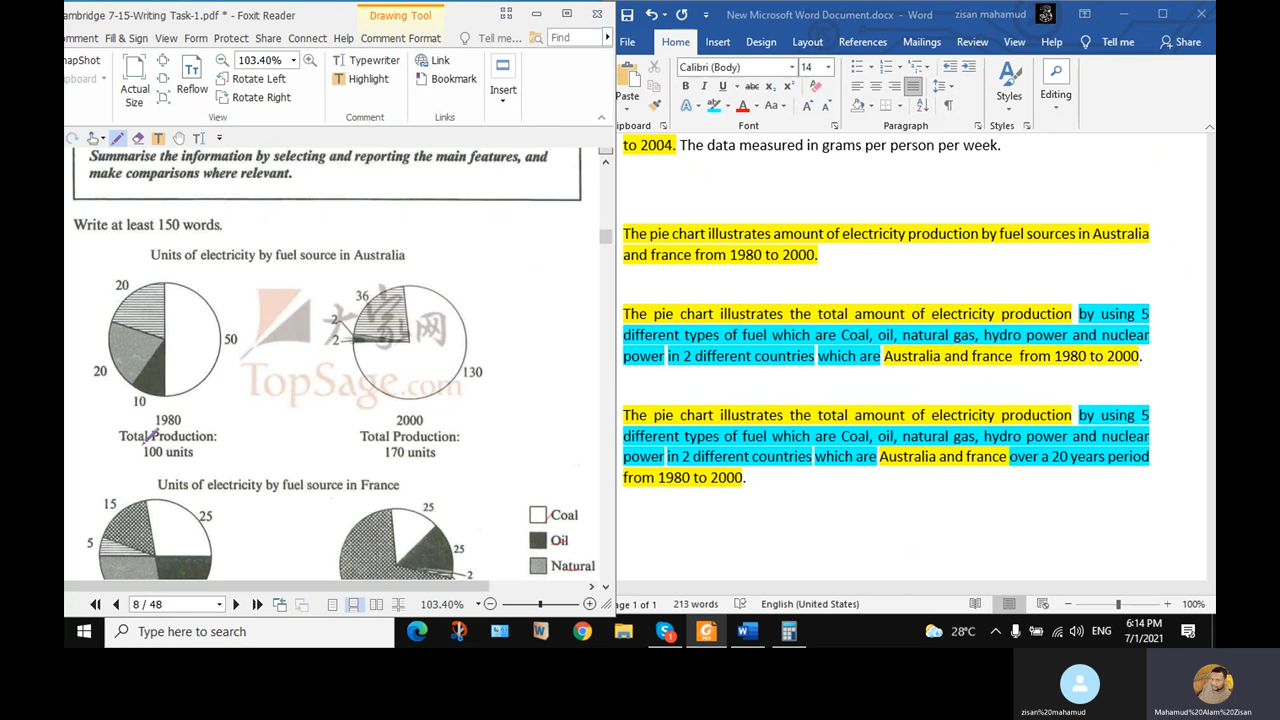 ambridge 7-15-Writing Task-1.pdf * - Foxit Reader
Drawing Tool
omment Fill & Sign View Form Protect Share Connect Help Comment Format Tell me... Find
napShot
pboard
Actual Size
Reflow
103.40%
Rotate Left
Rotate Right
Typewriter
Highlight
Comment
Link
Bookmark
Links
Insert
Summarise the information by selecting and reporting the main features, and
make comparisons where relevant.
Write at least 150 words.
Units of electricity by fuel source in Australia
20
50
20
10
1980
Total Production:
100 units
36
2
2
130
2000
Total Production:
170 units
大家网
TopSage.com
Units of electricity by fuel source in France
15
25
5
25
25
2
Coal
Oil
Natural
8 / 48
103.40%
New Microsoft Word Document.docx - Word
zisan mahamud
File Home Insert Design Layout References Mailings Review View Help Tell me Share
Paste
lipboard
Calibri (Body) 14
B I U abc x₂ x²
A ab A Aa A A
Font
Paragraph
Styles
Styles
Editing
to 2004. The data measured in grams per person per week.
The pie chart illustrates amount of electricity production by fuel sources in Australia
and france from 1980 to 2000.
The pie chart illustrates the total amount of electricity production by using 5
different types of fuel which are Coal, oil, natural gas, hydro power and nuclear
power in 2 different countries which are Australia and france from 1980 to 2000.
The pie chart illustrates the total amount of electricity production by using 5
different types of fuel which are Coal, oil, natural gas, hydro power and nuclear
power in 2 different countries which are Australia and france over a 20 years period
from 1980 to 2000.
age 1 of 1 213 words English (United States) 100%
Type here to search
28°C
ENG
6:14 PM
7/1/2021
zisan%20mahamud
Mahamud%20Alam%20Zisan